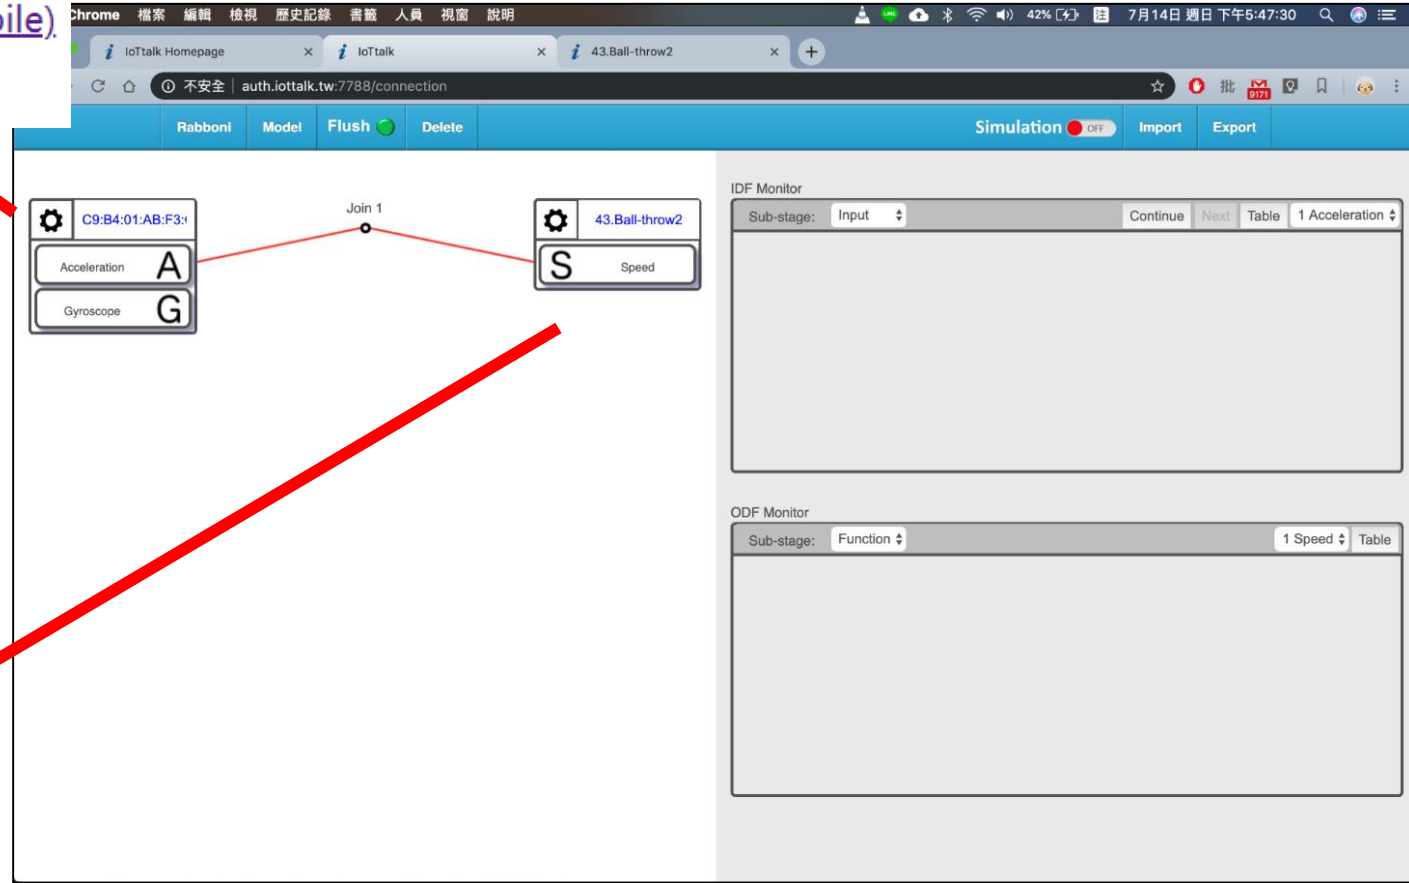 bile)
Chrome 檔案 編輯 檢視 歷史記錄 書籤 人員 視窗 說明 LINE 42% 注 7月14日 週日 下午5:47:30
IoTtalk Homepage × IoTtalk × 43.Ball-throw2 × +
不安全 | auth.iottalk.tw:7788/connection 批 9171
Rabboni Model Flush Delete Simulation OFF Import Export
IDF Monitor
Sub-stage: Input Continue Next Table 1 Acceleration
C9:B4:01:AB:F3:
Acceleration A
Gyroscope G
Join 1
43.Ball-throw2
S Speed
ODF Monitor
Sub-stage: Function 1 Speed Table